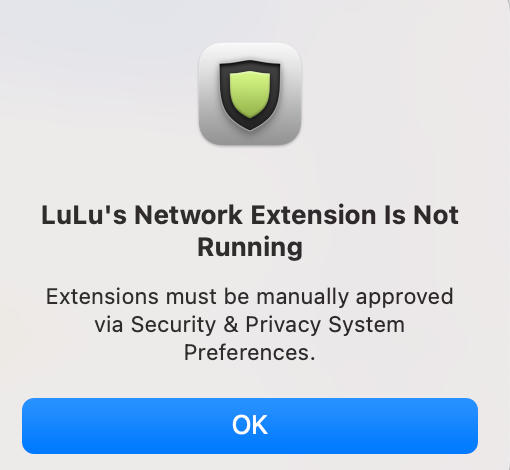 LuLu's Network Extension Is Not
Running
Extensions must be manually approved
via Security & Privacy System
Preferences.
OK